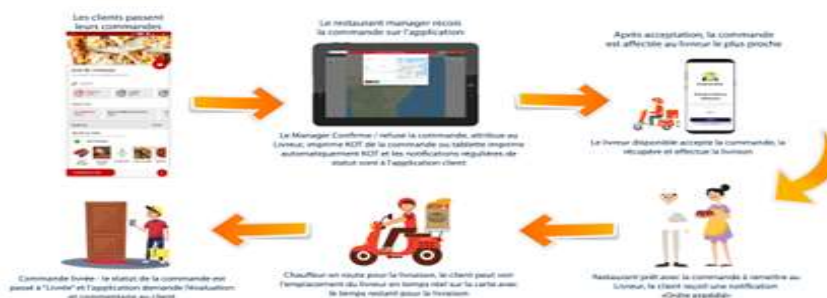 Les clients passent
leurs commandes
Le restaurant manager reçois
la commande sur l'application
Après acceptation, la commande
est affectée au livreur le plus proche
Le Manager Confirme / refuse la commande, attribue au
Livreur, imprime KOT de la commande ou tablette imprime
automatiquement KOT et les notifications régulières de
statut vont à l'application client
Le livreur disponible accepte la commande, la
récupère et effectue la livraison
Commande livrée : le statut de la commande est
passé à "Livrée" et l'application demande l'évaluation
et commentaire au client
Chauffeur en route pour la livraison, le client peut voir
l'emplacement du livreur en temps réel sur la carte avec
le temps restant pour la livraison
Restaurant prêt avec la commande à remettre au
Livreur, le client reçoit une notification